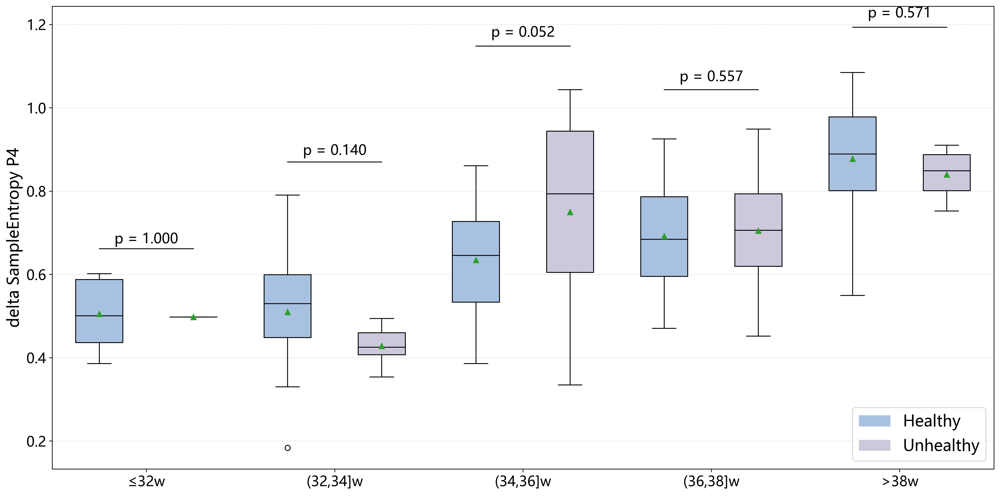 p = 0.571
p = 0.052
p = 0.557
p = 0.140
p = 1.000
delta SampleEntropy P4
1.2
1.0
0.8
0.6
0.4
0.2
≤32w
(32,34]w
(34,36]w
(36,38]w
>38w
Healthy
Unhealthy